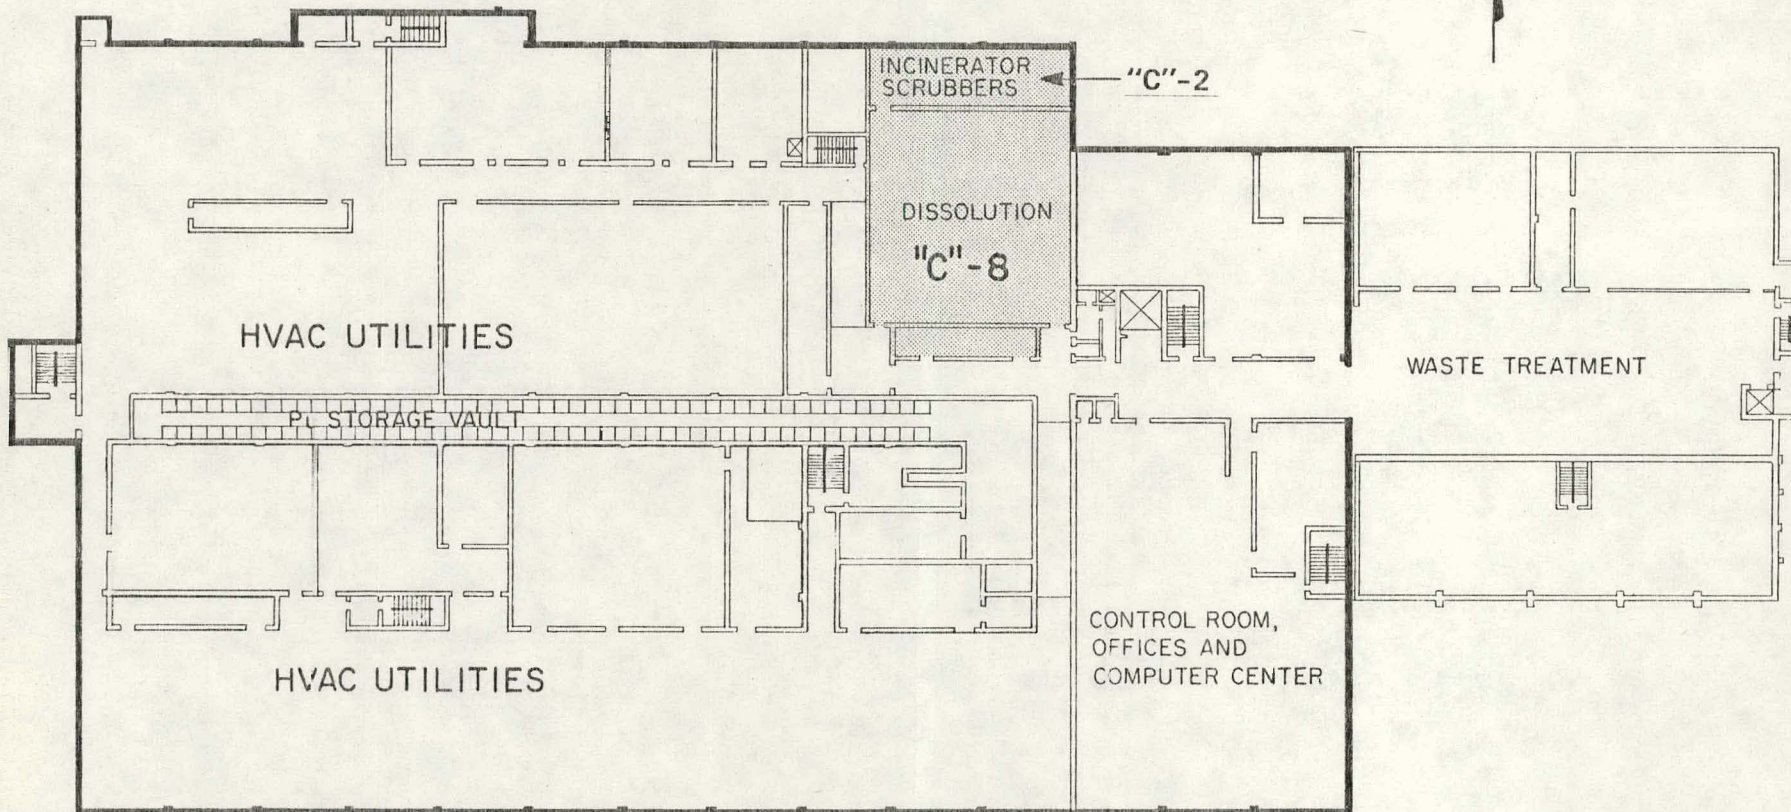 INCINERATOR
SCRUBBERS
"C"-2
DISSOLUTION
"C"-8
HVAC UTILITIES
WASTE TREATMENT
STORAGE VAULT
CONTROL ROOM,
OFFICES AND
COMPUTER CENTER
HVAC UTILITIES